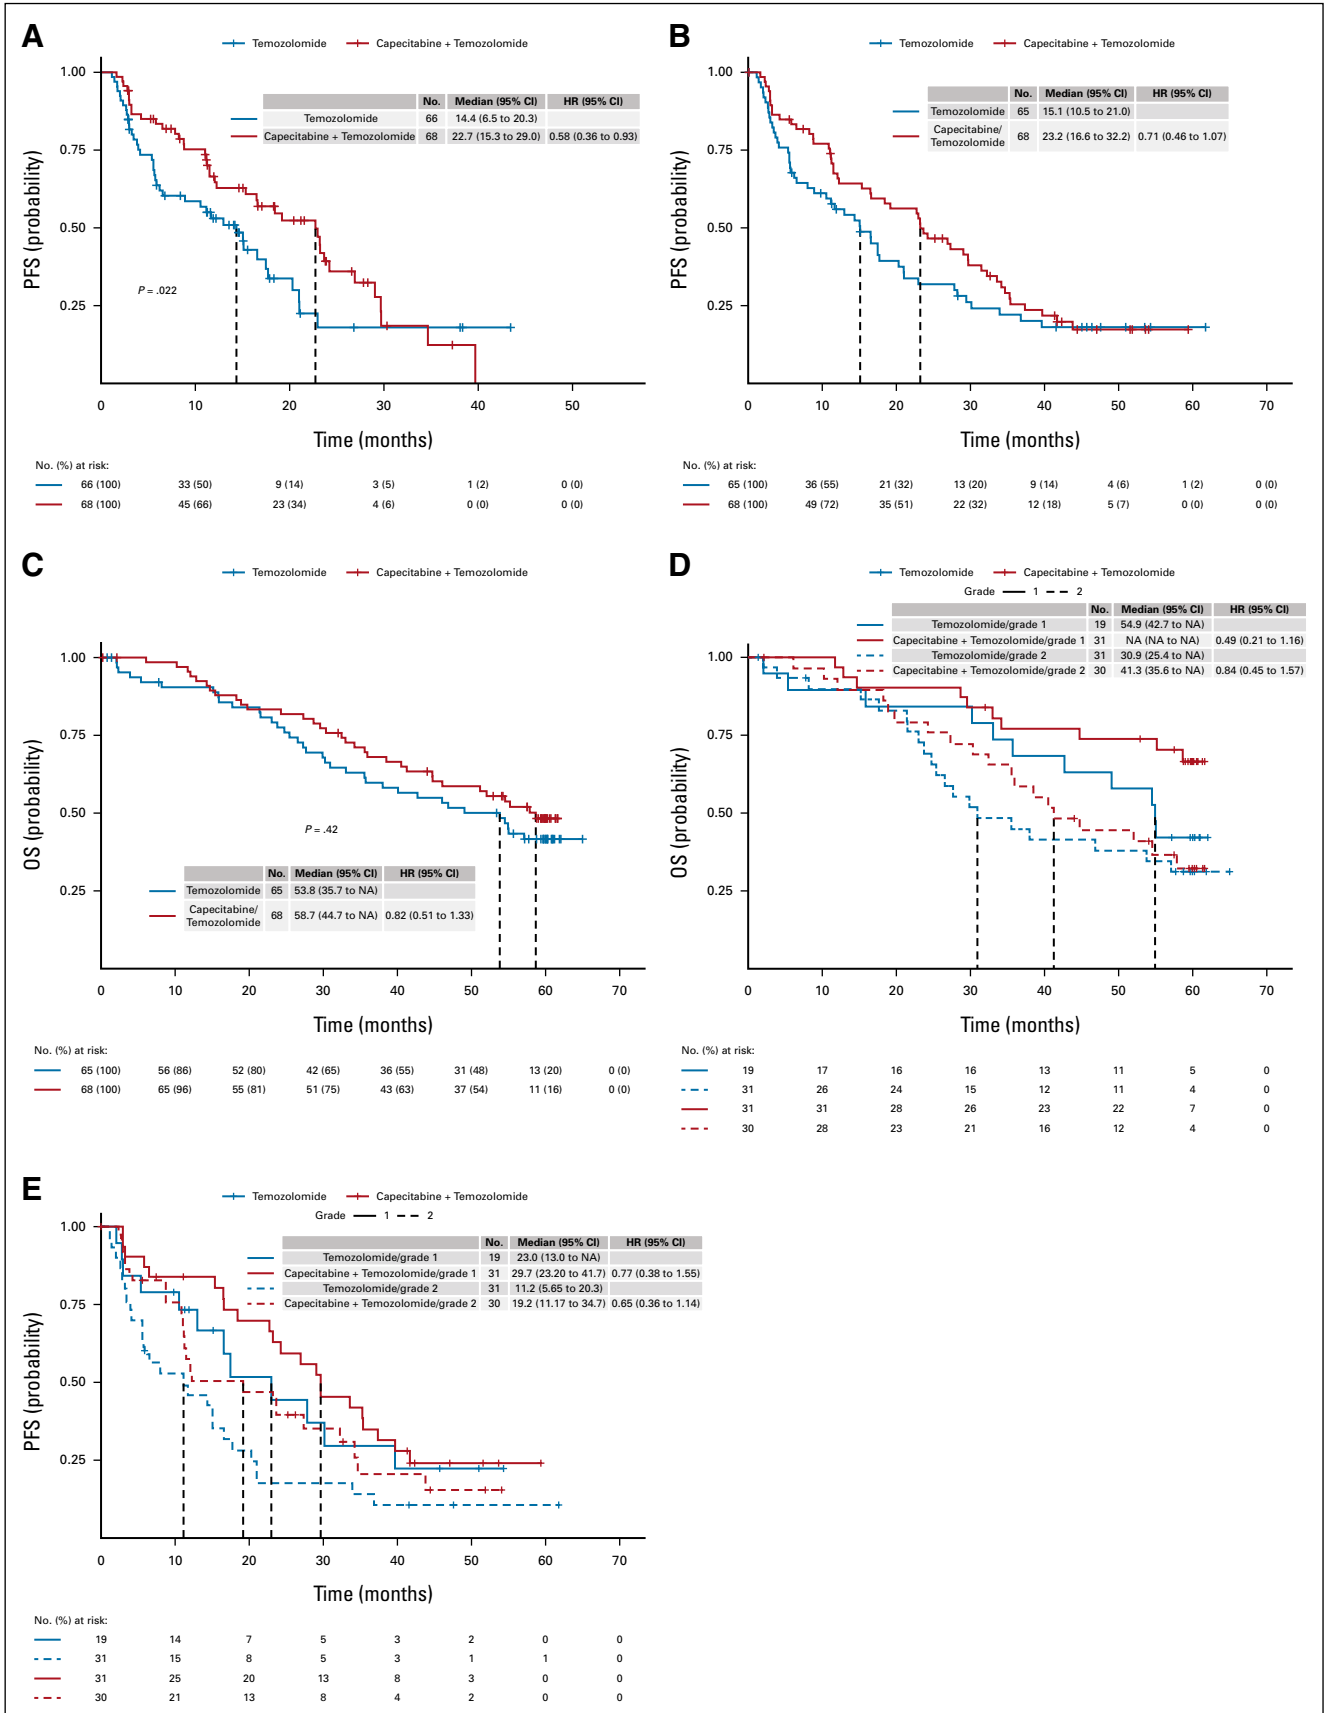 A
Temozolomide Capecitabine + Temozolomide
No. Median (95% CI) HR (95% CI)
Temozolomide 66 14.4 (6.5 to 20.3)
Capecitabine + Temozolomide 68 22.7 (15.3 to 29.0) 0.58 (0.36 to 0.93)
PFS (probability)
1.00
0.75
0.50
0.25
P = .022
0 10 20 30 40 50
Time (months)
No. (%) at risk:
66 (100) 33 (50) 9 (14) 3 (5) 1 (2) 0 (0)
68 (100) 45 (66) 23 (34) 4 (6) 0 (0) 0 (0)
B
Temozolomide Capecitabine + Temozolomide
No. Median (95% CI) HR (95% CI)
Temozolomide 65 15.1 (10.5 to 21.0)
Capecitabine/
Temozolomide 68 23.2 (16.6 to 32.2) 0.71 (0.46 to 1.07)
PFS (probability)
1.00
0.75
0.50
0.25
0 10 20 30 40 50 60 70
Time (months)
No. (%) at risk:
65 (100) 36 (55) 21 (32) 13 (20) 9 (14) 4 (6) 1 (2) 0 (0)
68 (100) 49 (72) 35 (51) 22 (32) 12 (18) 5 (7) 0 (0) 0 (0)
C
Temozolomide Capecitabine + Temozolomide
OS (probability)
1.00
0.75
0.50
0.25
P = .42
No. Median (95% CI) HR (95% CI)
Temozolomide 65 53.8 (35.7 to NA)
Capecitabine/
Temozolomide 68 58.7 (44.7 to NA) 0.82 (0.51 to 1.33)
0 10 20 30 40 50 60 70
Time (months)
No. (%) at risk:
65 (100) 56 (86) 52 (80) 42 (65) 36 (55) 31 (48) 13 (20) 0 (0)
68 (100) 65 (96) 55 (81) 51 (75) 43 (63) 37 (54) 11 (16) 0 (0)
D
Temozolomide Capecitabine + Temozolomide
Grade 1 2
No. Median (95% CI) HR (95% CI)
Temozolomide/grade 1 19 54.9 (42.7 to NA)
Capecitabine + Temozolomide/grade 1 31 NA (NA to NA) 0.49 (0.21 to 1.16)
Temozolomide/grade 2 31 30.9 (25.4 to NA)
Capecitabine + Temozolomide/grade 2 30 41.3 (35.6 to NA) 0.84 (0.45 to 1.57)
OS (probability)
1.00
0.75
0.50
0.25
0 10 20 30 40 50 60 70
Time (months)
No. (%) at risk:
19 17 16 16 13 11 5 0
31 26 24 15 12 11 4 0
31 31 28 26 23 22 7 0
30 28 23 21 16 12 4 0
E
Temozolomide Capecitabine + Temozolomide
Grade 1 2
No. Median (95% CI) HR (95% CI)
Temozolomide/grade 1 19 23.0 (13.0 to NA)
Capecitabine + Temozolomide/grade 1 31 29.7 (23.20 to 41.7) 0.77 (0.38 to 1.55)
Temozolomide/grade 2 31 11.2 (5.65 to 20.3)
Capecitabine + Temozolomide/grade 2 30 19.2 (11.17 to 34.7) 0.65 (0.36 to 1.14)
PFS (probability)
1.00
0.75
0.50
0.25
0 10 20 30 40 50 60 70
Time (months)
No. (%) at risk:
19 14 7 5 3 2 0 0
31 15 8 5 3 1 1 0
31 25 20 13 8 3 0 0
30 21 13 8 4 2 0 0